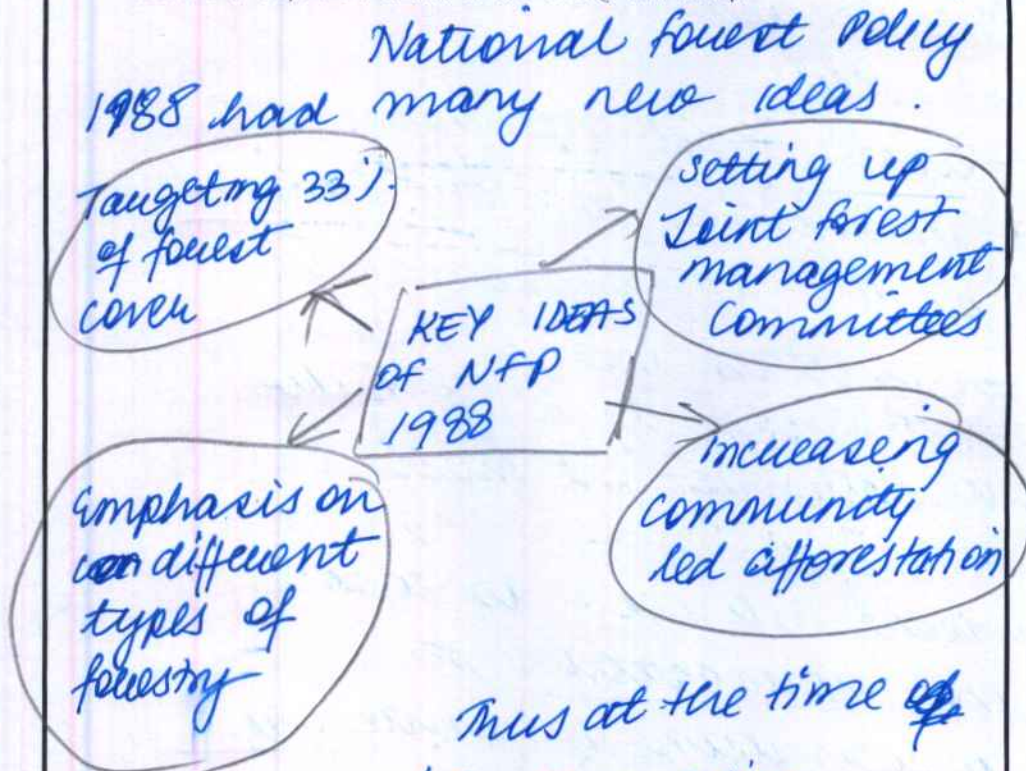 National forest Policy
1988 had many new ideas.
Targeting 33%
of forest
cover
setting up
Joint forest
management
Committees
KEY IDEAS
of NFP
1988
Emphasis on
different
types of
forestry
increasing
community
led afforestation
Thus at the time of